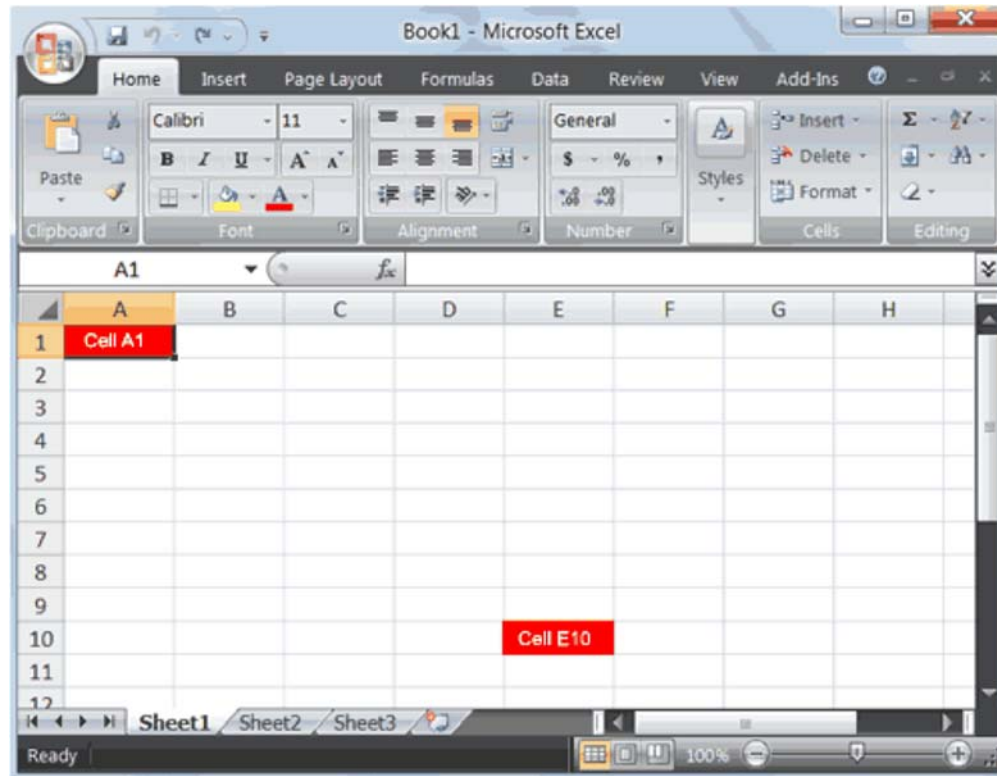 Book1 - Microsoft Excel
Home Insert Page Layout Formulas Data Review View Add-Ins
Calibri 11 General Insert
B I U A A $ % , Delete
Paste Styles Format
Clipboard Font Alignment Number Cells Editing
A1 fx
A B C D E F G H
1 Cell A1
2
3
4
5
6
7
8
9
10 Cell E10
11
12
Sheet1 Sheet2 Sheet3
Ready 100%